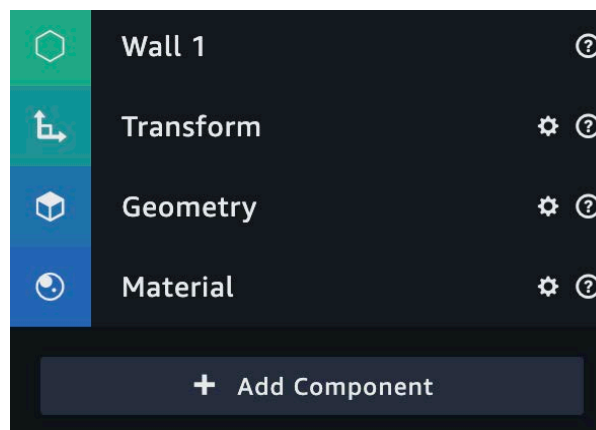 Wall 1
Transform
Geometry
Material
+ Add Component